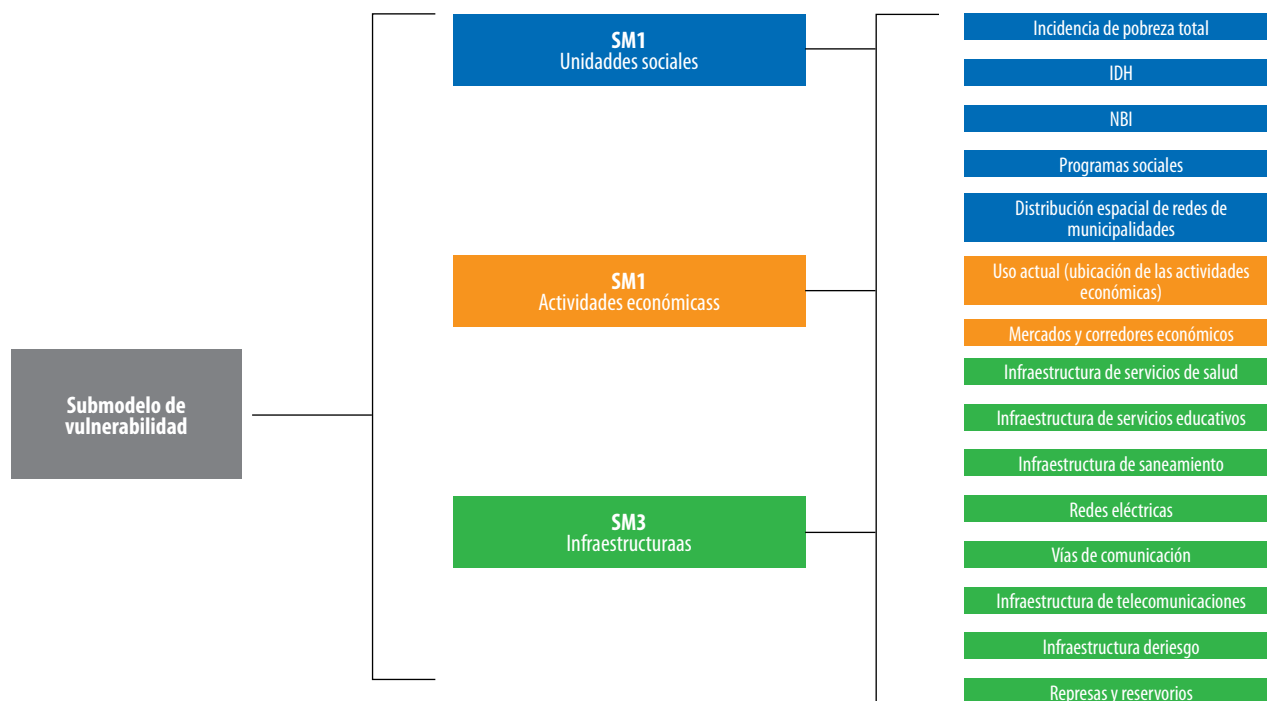 Submodelo de
vulnerabilidad
SM1
Unidaddes sociales
SM1
Actividades económicass
SM3
Infraestructuraas
Incidencia de pobreza total
IDH
NBI
Programas sociales
Distribución espacial de redes de
municipalidades
Uso actual (ubicación de las actividades
económicas)
Mercados y corredores económicos
Infraestructura de servicios de salud
Infraestructura de servicios educativos
Infraestructura de saneamiento
Redes eléctricas
Vías de comunicación
Infraestructura de telecomunicaciones
Infraestructura deriesgo
Represas y reservorios